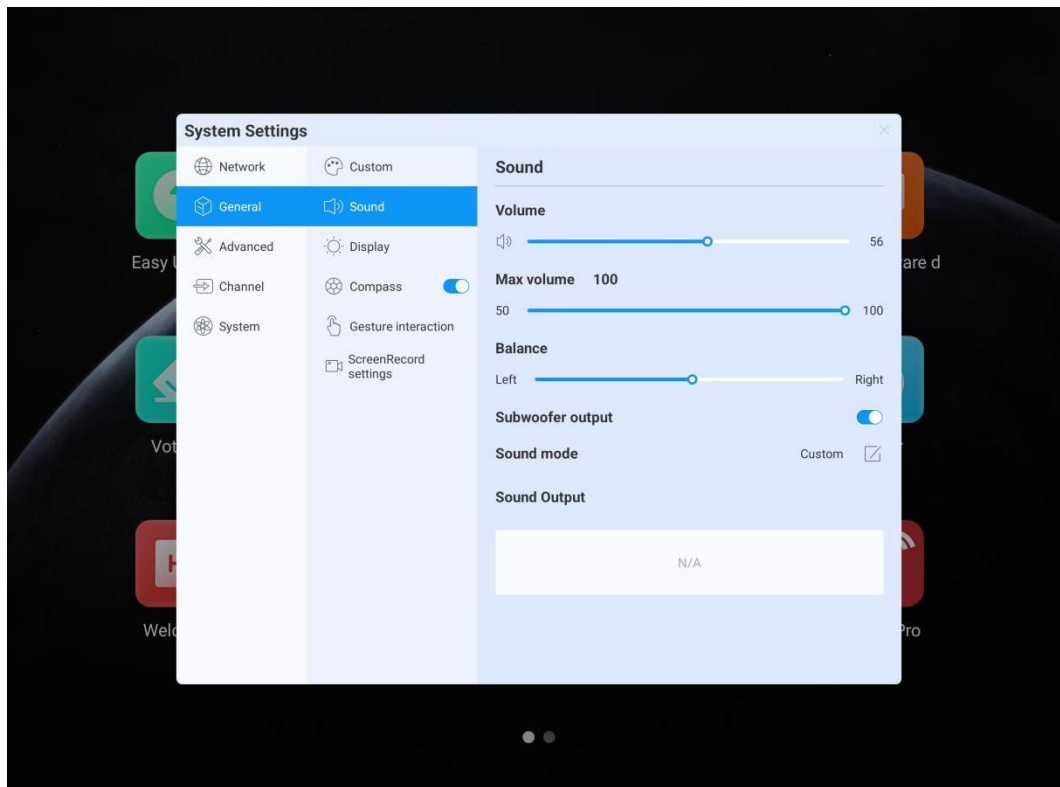 System Settings
Network
General
Advanced
Channel
System
Custom
Sound
Display
Compass
Gesture interaction
ScreenRecord
settings
Sound
Volume
56
Max volume 100
50 100
Balance
Left Right
Subwoofer output
Sound mode Custom
Sound Output
N/A
Easy
Vot
Welc
are d
Pro
H